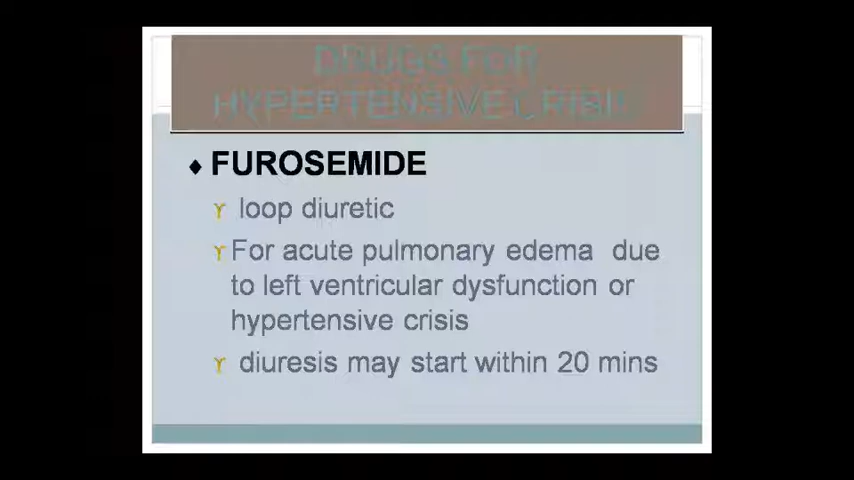 DRUGS FOR
HYPERTENSIVE CRISIS
♦ FUROSEMIDE
loop diuretic
For acute pulmonary edema due
to left ventricular dysfunction or
hypertensive crisis
diuresis may start within 20 mins